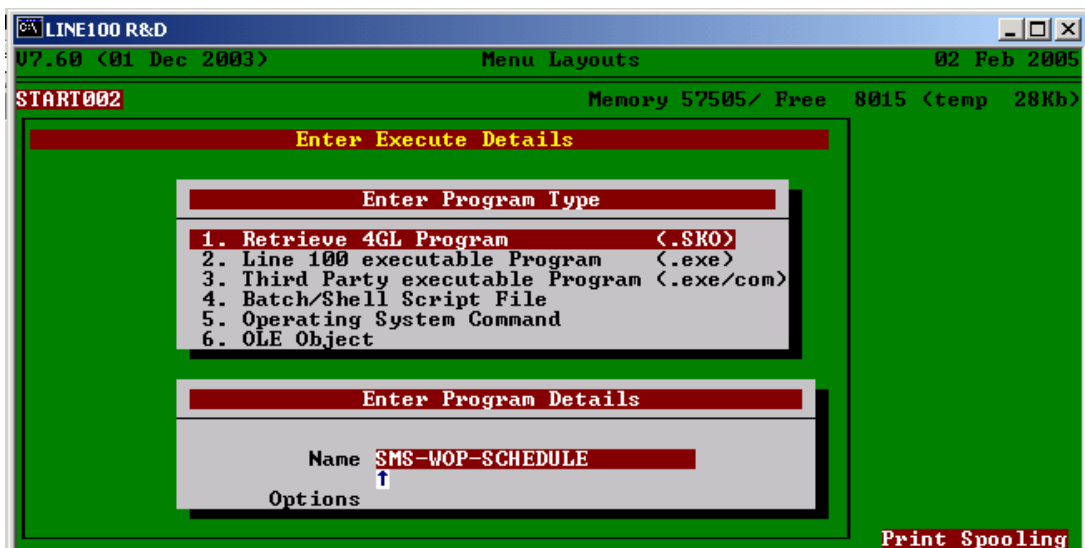 LINE100 R&D
V7.60 (01 Dec 2003) Menu Layouts 02 Feb 2005
START002 Memory 57505/ Free 8015 (temp 28Kb)
Enter Execute Details
Enter Program Type
1. Retrieve 4GL Program (.SKO)
2. Line 100 executable Program (.exe)
3. Third Party executable Program (.exe/com)
4. Batch/Shell Script File
5. Operating System Command
6. OLE Object
Enter Program Details
Name SMS-WOP-SCHEDULE
Options
Print Spooling